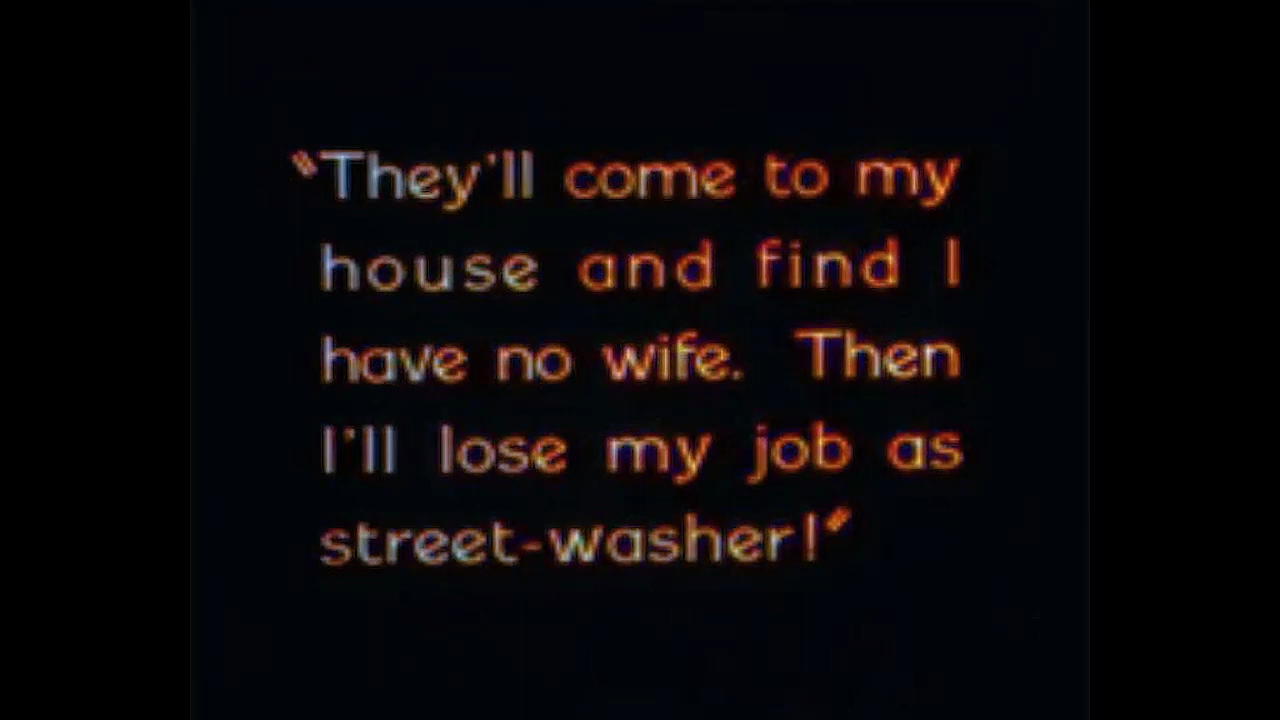 "They'll come to my
house and find I
have no wife. Then
I'll lose my job as
street-washer!"